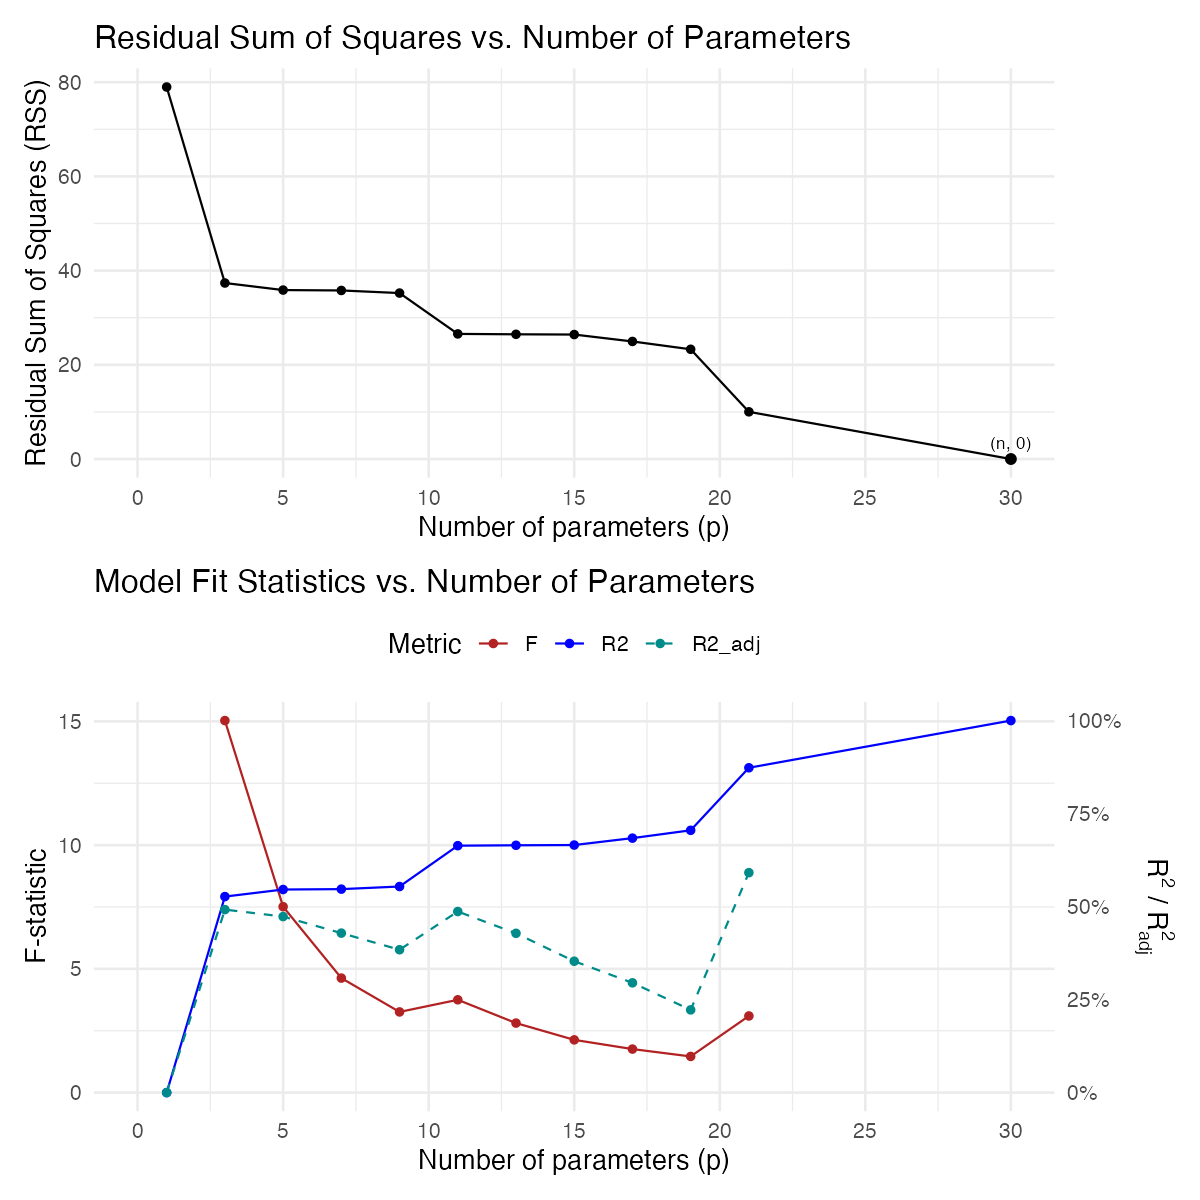 Residual Sum of Squares vs. Number of Parameters
Residual Sum of Squares (RSS)
80
60
40
20
0
(n, 0)
0 5 10 15 20 25 30
Number of parameters (p)
Model Fit Statistics vs. Number of Parameters
Metric F R2 R2_adj
F-statistic
15
10
5
0
100%
75%
50%
25%
0%
R² / R²adj
0 5 10 15 20 25 30
Number of parameters (p)